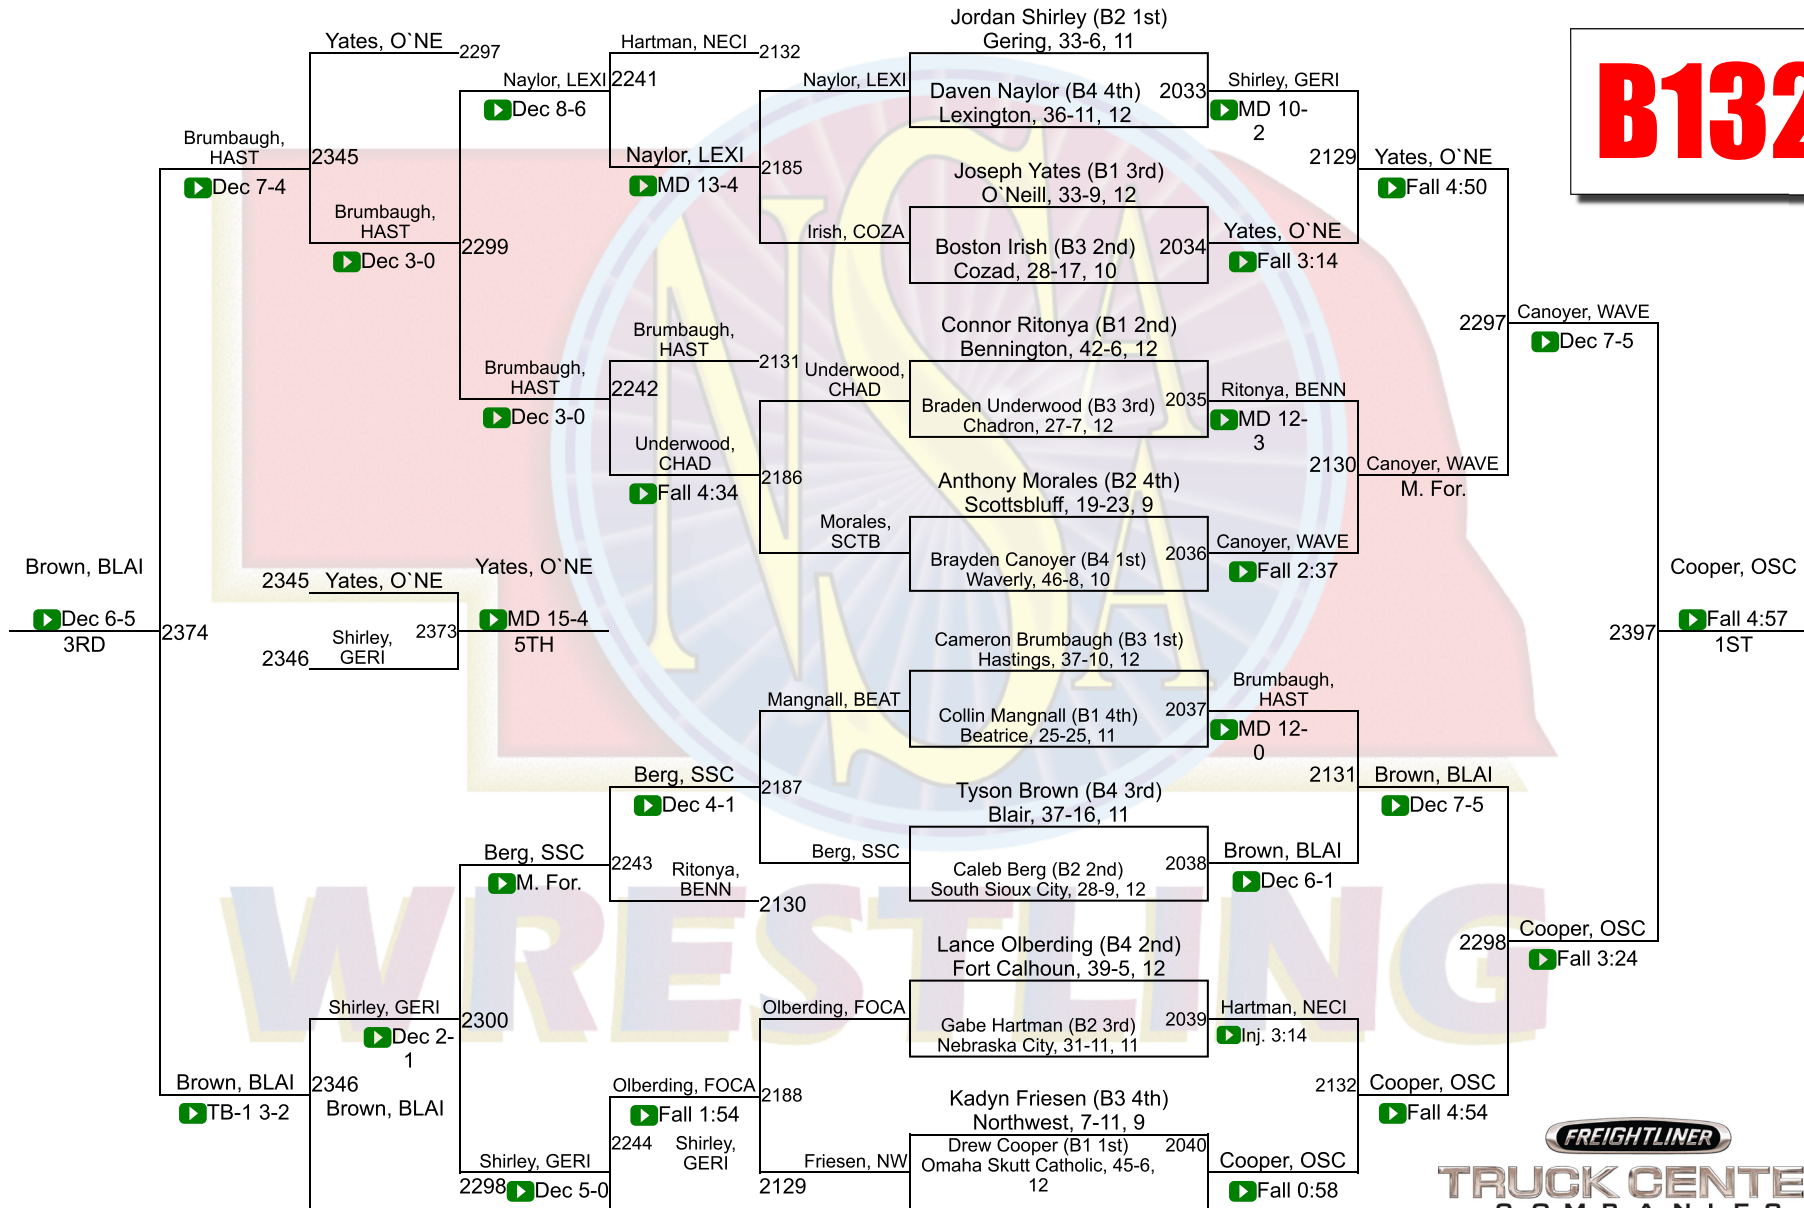 Jordan Shirley (B2 1st)
Gering, 33-6, 11
Daven Naylor (B4 4th)
Lexington, 36-11, 12
2033
Joseph Yates (B1 3rd)
O`Neill, 33-9, 12
Boston Irish (B3 2nd)
Cozad, 28-17, 10
2034
Connor Ritonya (B1 2nd)
Bennington, 42-6, 12
Braden Underwood (B3 3rd)
Chadron, 27-7, 12
2035
Anthony Morales (B2 4th)
Scottsbluff, 19-23, 9
Brayden Canoyer (B4 1st)
Waverly, 46-8, 10
2036
Cameron Brumbaugh (B3 1st)
Hastings, 37-10, 12
Collin Mangnall (B1 4th)
Beatrice, 25-25, 11
2037
Tyson Brown (B4 3rd)
Blair, 37-16, 11
Caleb Berg (B2 2nd)
South Sioux City, 28-9, 12
2038
Lance Olberding (B4 2nd)
Fort Calhoun, 39-5, 12
Gabe Hartman (B2 3rd)
Nebraska City, 31-11, 11
2039
Kadyn Friesen (B3 4th)
Northwest, 7-11, 9
Drew Cooper (B1 1st)
Omaha Skutt Catholic, 45-6,
12
2040
Shirley, GERI
MD 10-
2
2129
Yates, O`NE
Fall 3:14
Yates, O`NE
Fall 4:50
Ritonya, BENN
MD 12-
3
2130
Canoyer, WAVE
Fall 2:37
Canoyer, WAVE
M. For.
2297
Canoyer, WAVE
Dec 7-5
Brumbaugh,
HAST
MD 12-
0
2131
Brown, BLAI
Dec 6-1
Brown, BLAI
Dec 7-5
Hartman, NECI
Inj. 3:14
2132
Cooper, OSC
Fall 0:58
Cooper, OSC
Fall 4:54
2298
Cooper, OSC
Fall 3:24
2397
Cooper, OSC
Fall 4:57
1ST
Naylor, LEXI
Irish, COZA
2185
Naylor, LEXI
MD 13-4
Hartman, NECI
2132
2241
Naylor, LEXI
Dec 8-6
Underwood,
CHAD
Morales,
SCTB
2186
Underwood,
CHAD
Fall 4:34
Brumbaugh,
HAST
2131
2242
Brumbaugh,
HAST
Dec 3-0
2299
Brumbaugh,
HAST
Dec 3-0
Yates, O`NE
2297
2345
Brumbaugh,
HAST
Dec 7-4
Mangnall, BEAT
Berg, SSC
2187
Berg, SSC
Dec 4-1
Ritonya,
BENN
2130
2243
Berg, SSC
M. For.
Olberding, FOCA
Friesen, NW
2129
2188
Olberding, FOCA
Fall 1:54
2244
Shirley,
GERI
Shirley, GERI
2298
Dec 5-0
2300
Shirley, GERI
Dec 2-
1
2346
Brown, BLAI
Brown, BLAI
TB-1 3-2
2374
Brown, BLAI
Dec 6-5
3RD
2345
Yates, O`NE
2346
Shirley,
GERI
2373
Yates, O`NE
MD 15-4
5TH
B132
NSAA
WRESTLING
FREIGHTLINER
TRUCK CENTE